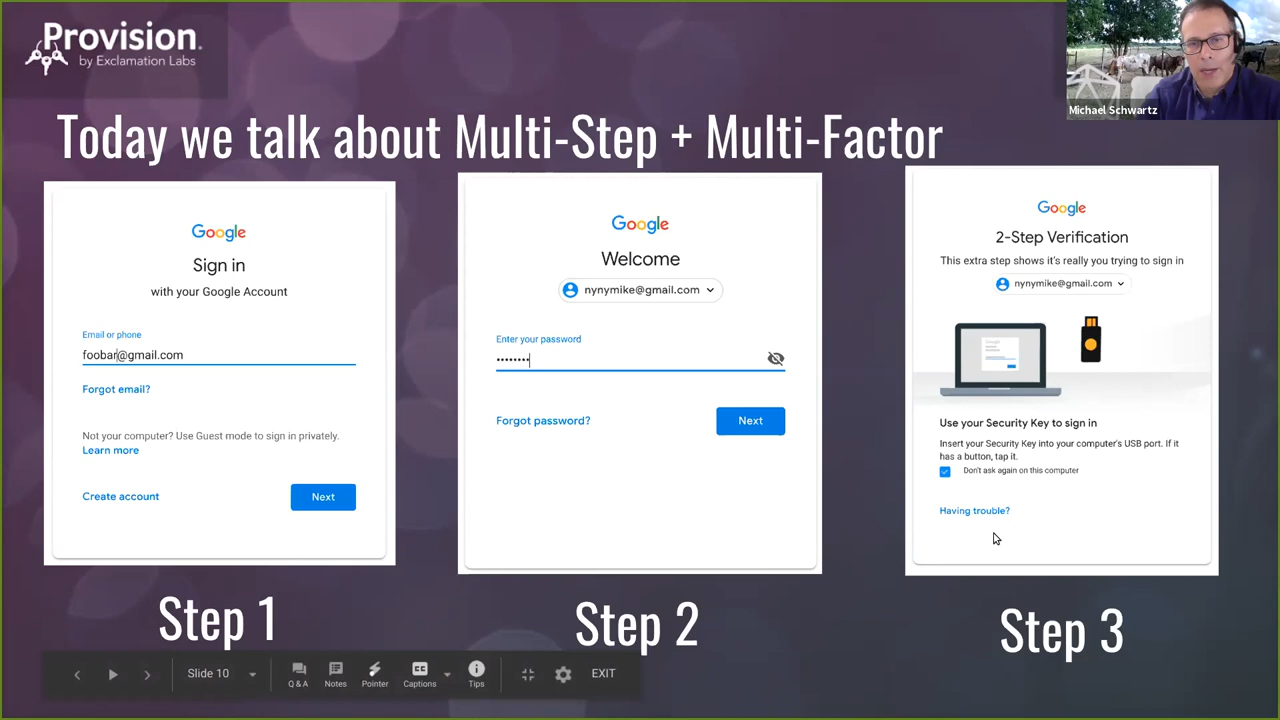 Provision.
by Exclamation Labs
Michael Schwartz
Today we talk about Multi-Step + Multi-Factor
Google
Sign in
with your Google Account
Email or phone
foobar@gmail.com
Forgot email?
Not your computer? Use Guest mode to sign in privately.
Learn more
Create account
Next
Step 1
Google
Welcome
nynymike@gmail.com
Enter your password
••••••••
Forgot password?
Next
Step 2
Google
2-Step Verification
This extra step shows it's really you trying to sign in
nynymike@gmail.com
Use your Security Key to sign in
Insert your Security Key into your computer's USB port. If it
has a button, tap it.
Don't ask again on this computer
Having trouble?
Step 3
Slide 10
Q & A
Notes
Pointer
CC
Captions
Tips
EXIT